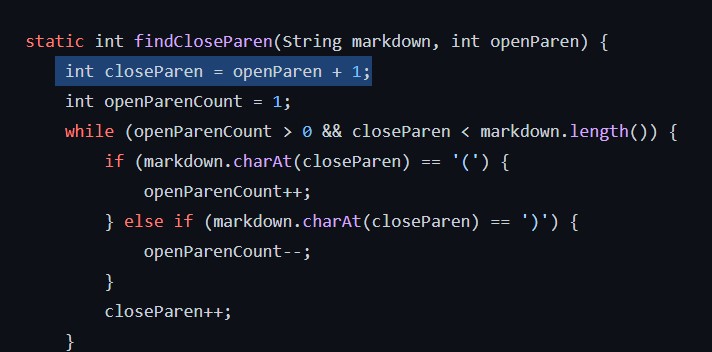 static int findCloseParen(String markdown, int openParen) {
    int closeParen = openParen + 1;
    int openParenCount = 1;
    while (openParenCount > 0 && closeParen < markdown.length()) {
        if (markdown.charAt(closeParen) == '(') {
            openParenCount++;
        } else if (markdown.charAt(closeParen) == ')') {
            openParenCount--;
        }
        closeParen++;
    }